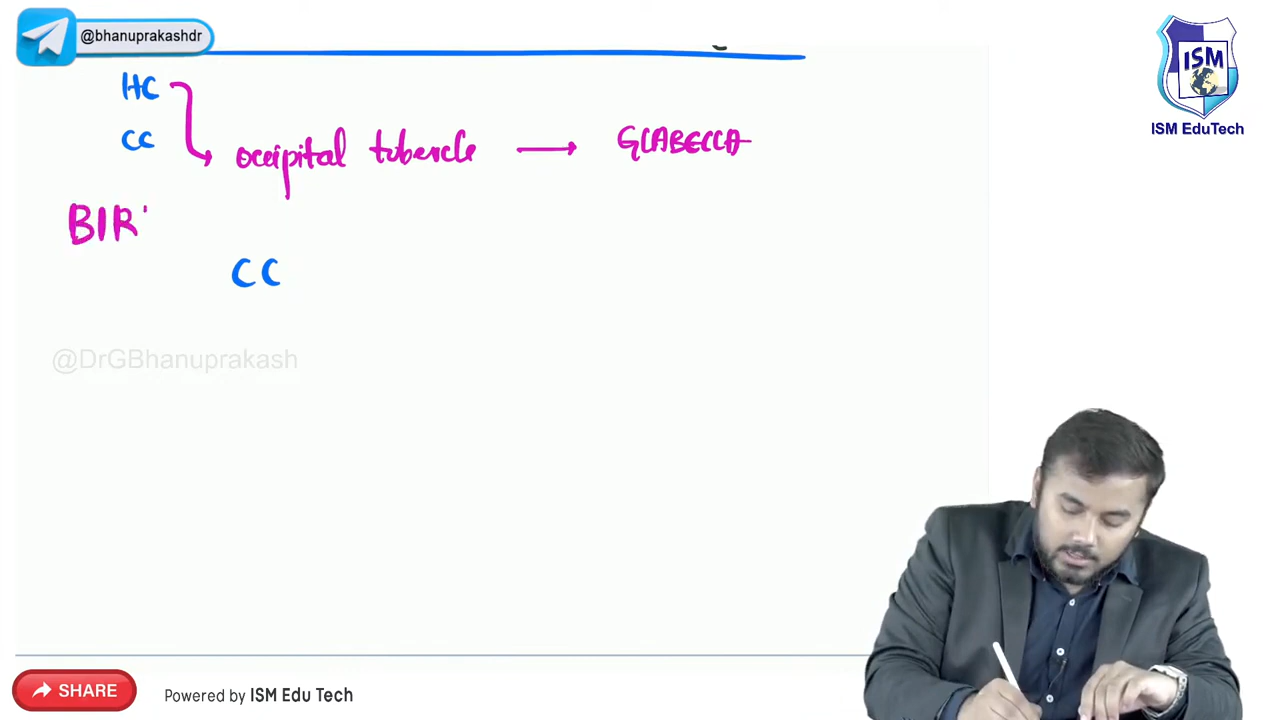 @bhanuprakashdr
HC
CC
occipital tubercle → GLABELLA
BIR'
CC
@DrGBhanuprakash
ISM
ISM EduTech
SHARE
Powered by ISM Edu Tech